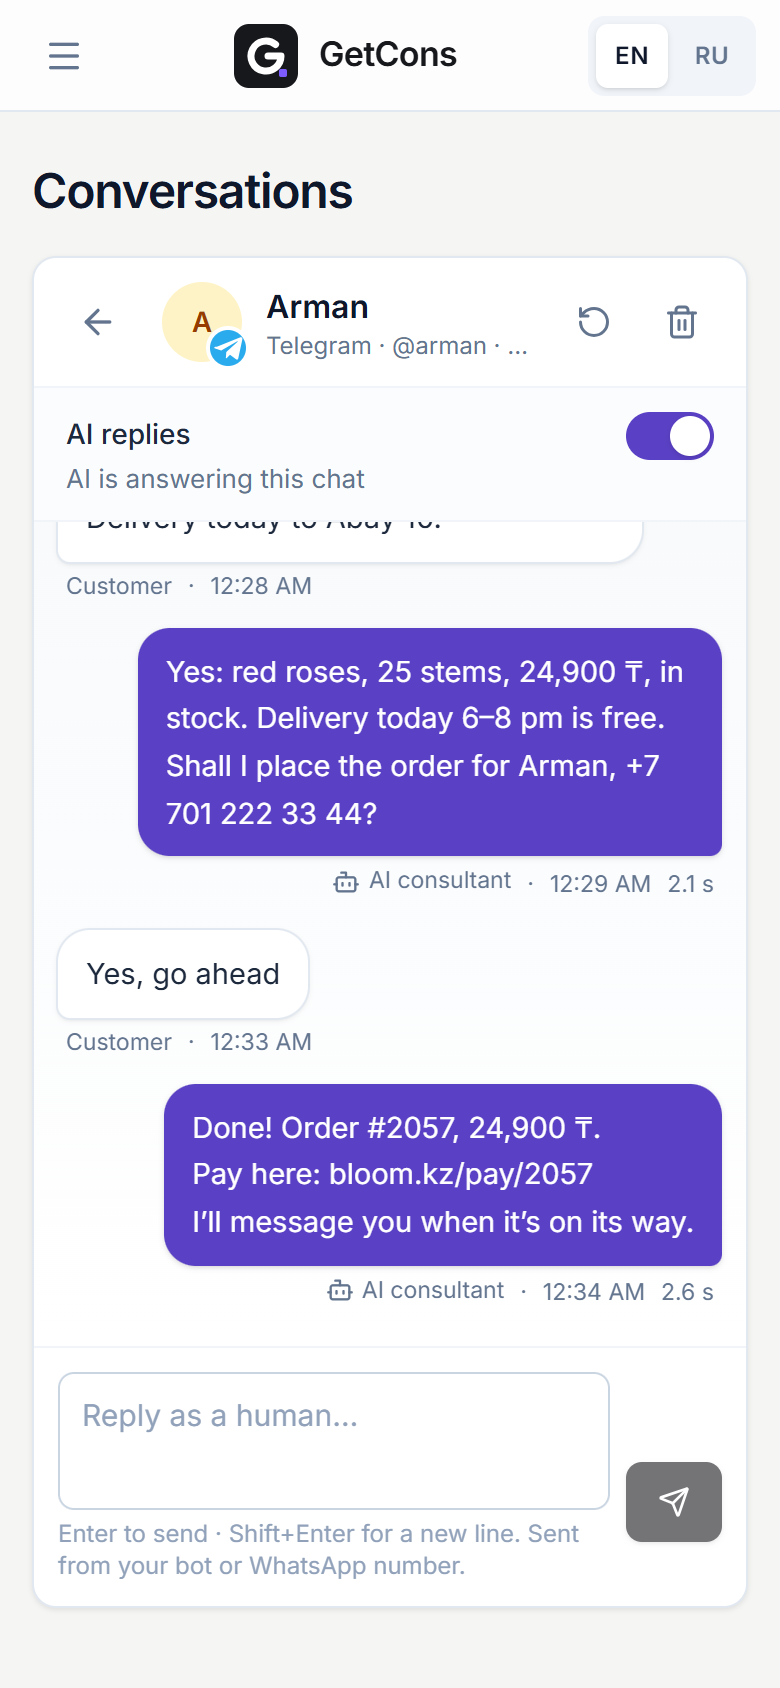 GetCons
EN
RU
Conversations
A
Arman
Telegram · @arman · ...
AI replies
AI is answering this chat
Delivery today to Abay 10.
Customer · 12:28 AM
Yes: red roses, 25 stems, 24,900 ₸, in
stock. Delivery today 6–8 pm is free.
Shall I place the order for Arman, +7
701 222 33 44?
AI consultant · 12:29 AM 2.1 s
Yes, go ahead
Customer · 12:33 AM
Done! Order #2057, 24,900 ₸.
Pay here: bloom.kz/pay/2057
I’ll message you when it’s on its way.
AI consultant · 12:34 AM 2.6 s
Reply as a human...
Enter to send · Shift+Enter for a new line. Sent
from your bot or WhatsApp number.